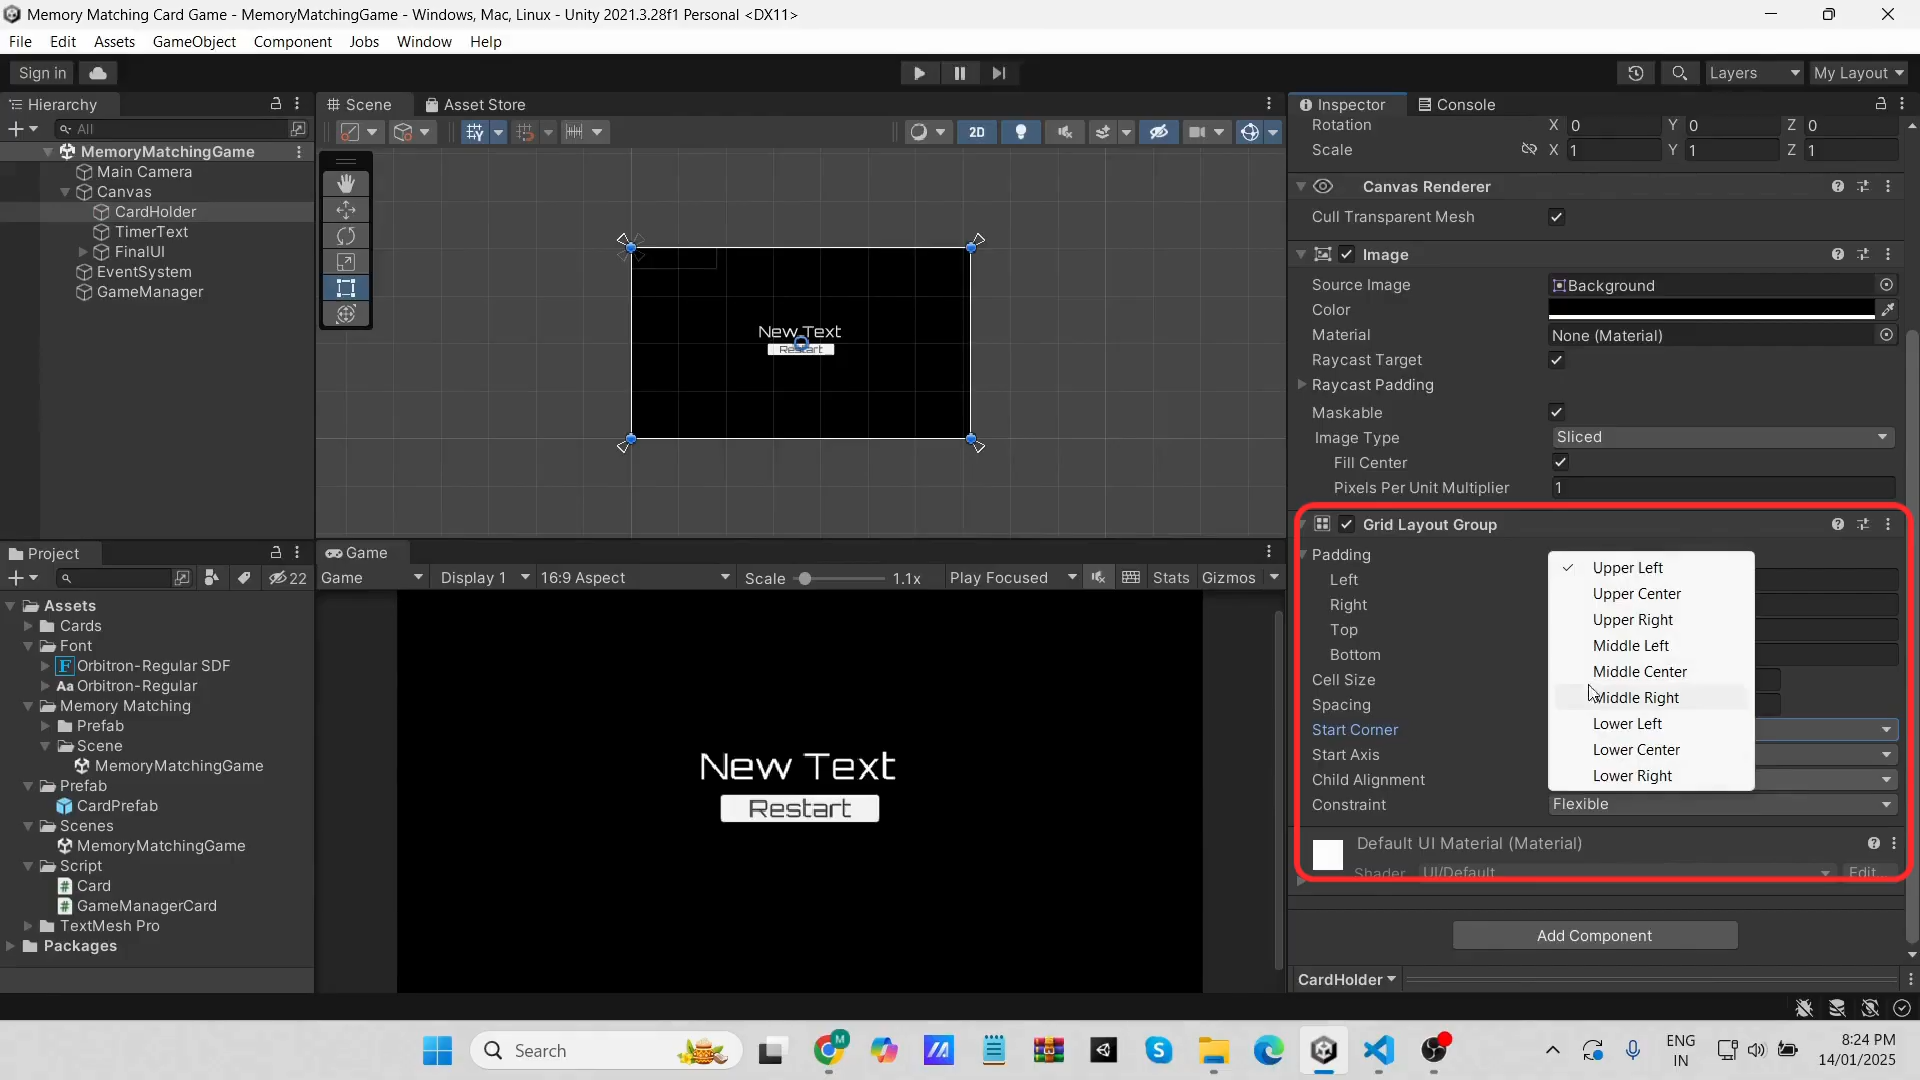 Memory Matching Card Game - MemoryMatchingGame - Windows, Mac, Linux - Unity 2021.3.28f1 Personal <DX11>
File Edit Assets GameObject Component Jobs Window Help
Sign in Layers My Layout
Hierarchy
All
MemoryMatchingGame
Main Camera
Canvas
CardHolder
TimerText
FinalUI
EventSystem
GameManager
Scene Asset Store
2D
New Text
Restart
Inspector Console
Rotation X 0 Y 0 Z 0
Scale X 1 Y 1 Z 1
Canvas Renderer
Cull Transparent Mesh
Image
Source Image Background
Color
Material None (Material)
Raycast Target
Raycast Padding
Maskable
Image Type Sliced
Fill Center
Pixels Per Unit Multiplier 1
Grid Layout Group
Padding
Left
Right
Top
Bottom
Cell Size
Spacing
Start Corner
Start Axis
Child Alignment
Constraint Flexible
Upper Left
Upper Center
Upper Right
Middle Left
Middle Center
Middle Right
Lower Left
Lower Center
Lower Right
Default UI Material (Material)
Shader UI/Default Edit...
Add Component
CardHolder
Project
22
Assets
Cards
Font
F Orbitron-Regular SDF
Aa Orbitron-Regular
Memory Matching
Prefab
Scene
MemoryMatchingGame
Prefab
CardPrefab
Scenes
MemoryMatchingGame
Script
# Card
# GameManagerCard
TextMesh Pro
Packages
Game
Game Display 1 16:9 Aspect Scale 1.1x Play Focused Stats Gizmos
New Text
Restart
Search
M
ENG
IN
8:24 PM
14/01/2025